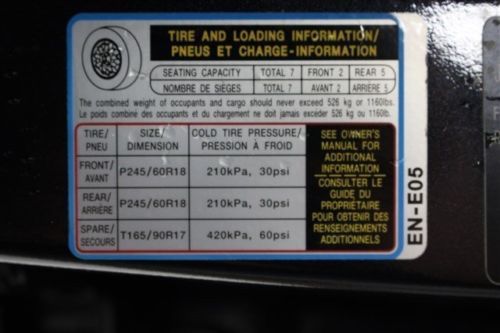 TIRE AND LOADING INFORMATION/
PNEUS ET CHARGE-INFORMATION
SEATING CAPACITY TOTAL 7 FRONT 2 REAR 5
NOMBRE DE SIÈGES TOTAL 7 AVANT 2 ARRIÈRE 5
The combined weight of occupants and cargo should never exceed 526 kg or 1160lbs.
Le poids combiné des occupants et du chargement ne doit jamais excéder 526 kg ou 1160lb.
TIRE/ SIZE/ COLD TIRE PRESSURE/
PNEU DIMENSION PRESSION À FROID
FRONT/
AVANT P245/60R18 210kPa, 30psi
REAR/
ARRIÈRE P245/60R18 210kPa, 30psi
SPARE/
SECOURS T165/90R17 420kPa, 60psi
SEE OWNER'S
MANUAL FOR
ADDITIONAL
INFORMATION
CONSULTER LE
GUIDE DU
PROPRIÉTAIRE
POUR OBTENIR DES
RENSEIGNEMENTS
ADDITIONNELS
EN-E05